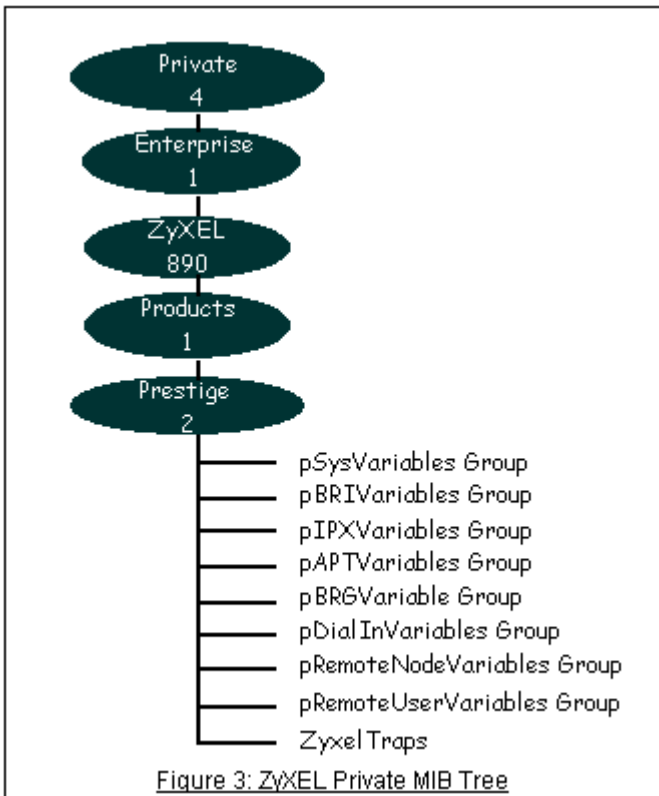 Private
4
Enterprise
1
ZyXEL
890
Products
1
Prestige
2
pSysVariables Group
pBRIVariables Group
pIPXVariables Group
pAPTVariables Group
pBRGVariable Group
pDialInVariables Group
pRemoteNodeVariables Group
pRemoteUserVariables Group
ZyxelTraps
Figure 3: ZyXEL Private MIB Tree